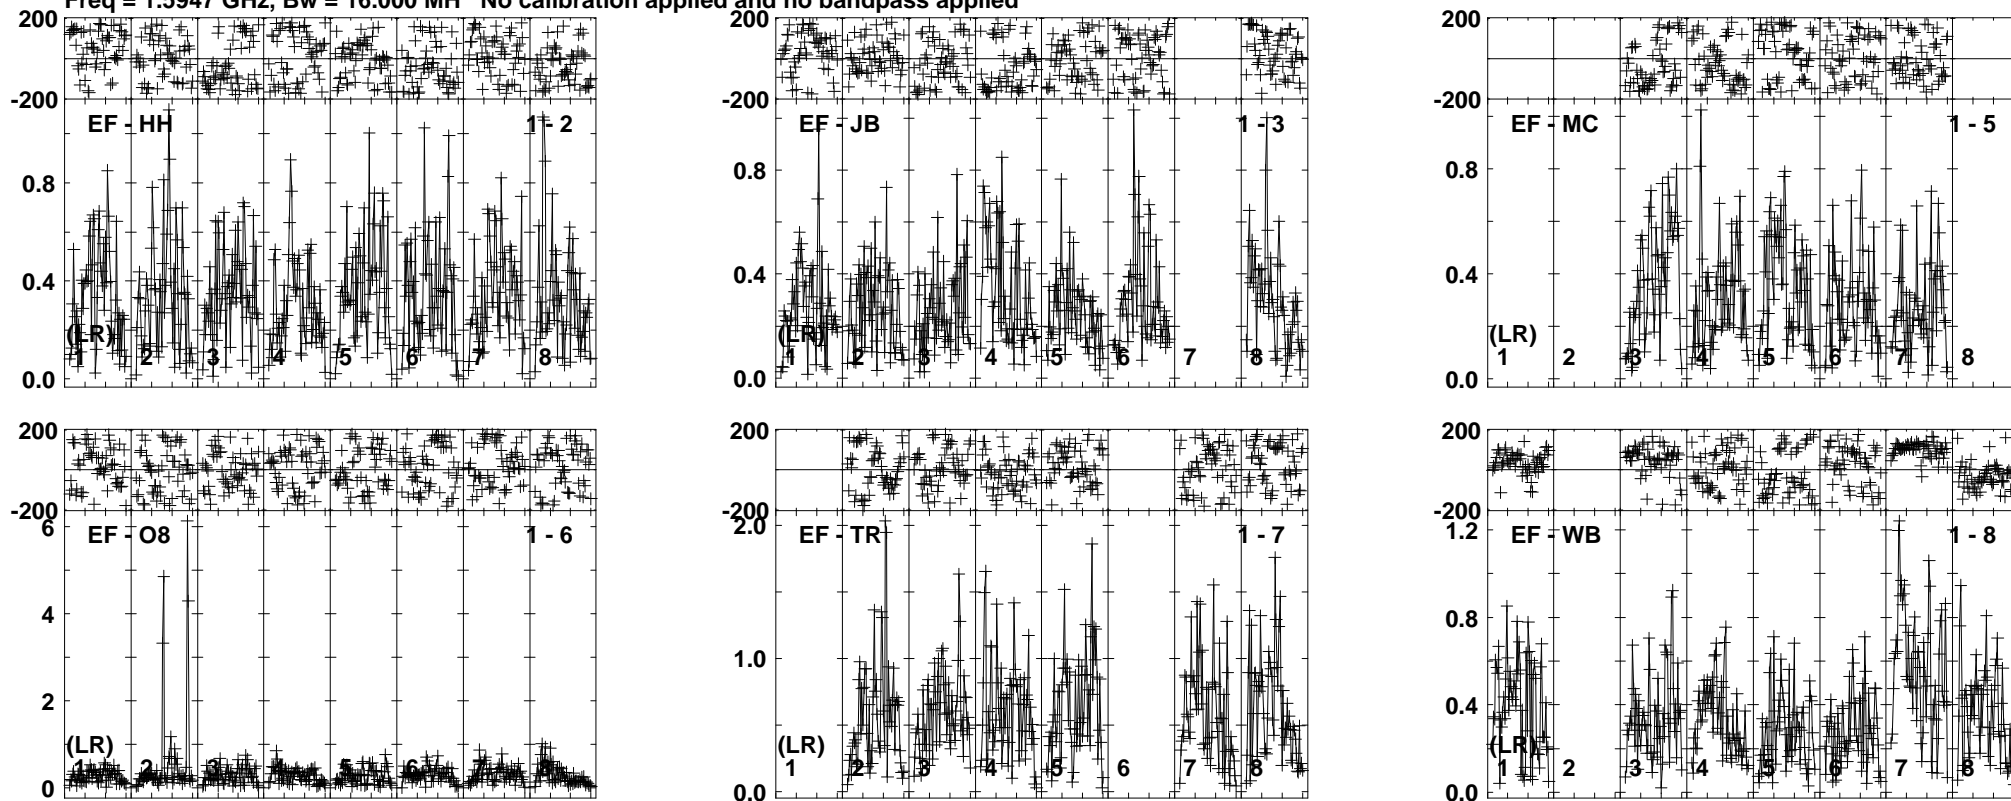 Freq = 1.5947 GHz, Bw = 16.000 MH No calibration applied and no bandpass applied
200
-200
EF - HH 1 - 2
0.8
0.4
0.0
(LR)
1 2 3 4 5 6 7 8
200
-200
EF - JB 1 - 3
0.8
0.4
0.0
(LR)
1 2 3 4 5 6 7 8
200
-200
EF - MC 1 - 5
0.8
0.4
0.0
(LR)
1 2 3 4 5 6 7 8
200
-200
EF - O8 1 - 6
6
4
2
0
(LR)
1 2 3 4 5 6 7 8
200
-200
EF - TR 1 - 7
2.0
1.0
0.0
(LR)
1 2 3 4 5 6 7 8
200
-200
EF - WB 1 - 8
1.2
0.8
0.4
0.0
(LR)
1 2 3 4 5 6 7 8